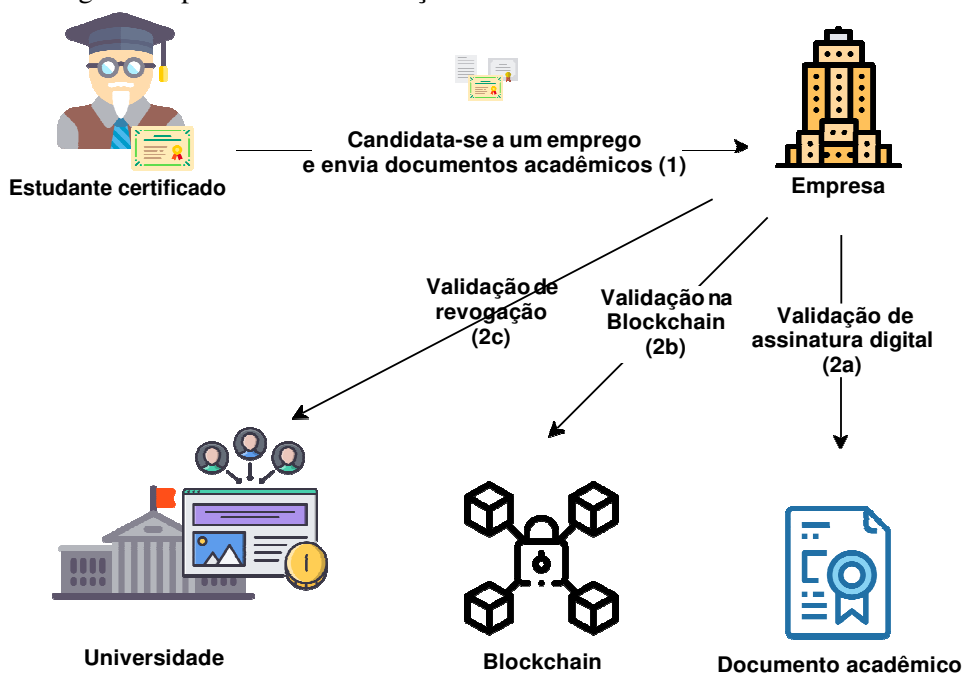 Candidata-se a um emprego
e envia documentos acadêmicos (1)
Estudante certificado
Empresa
Validação de
revogação
(2c)
Validação na
Blockchain
(2b)
Validação de
assinatura digital
(2a)
Universidade
Blockchain
Documento acadêmico